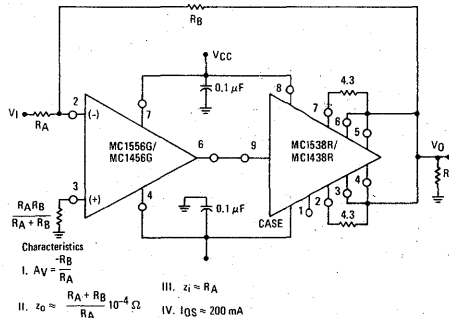 RB
VCC
0.1 µF
8
4.3
7
6
5
VI
RA
2
(-)
7
MC1556G/
MC1456G
6
9
MC1538R/
MC1438R
VO
4
3
3
(+)
4
0.1 µF
CASE
1
2
4.3
R
RARB
RA + RB
Characteristics
I. AV = -RB
RA
II. zo ≈ RA + RB
RA
10-4 Ω
III. zi ≈ RA
IV. IOS ≈ 200 mA